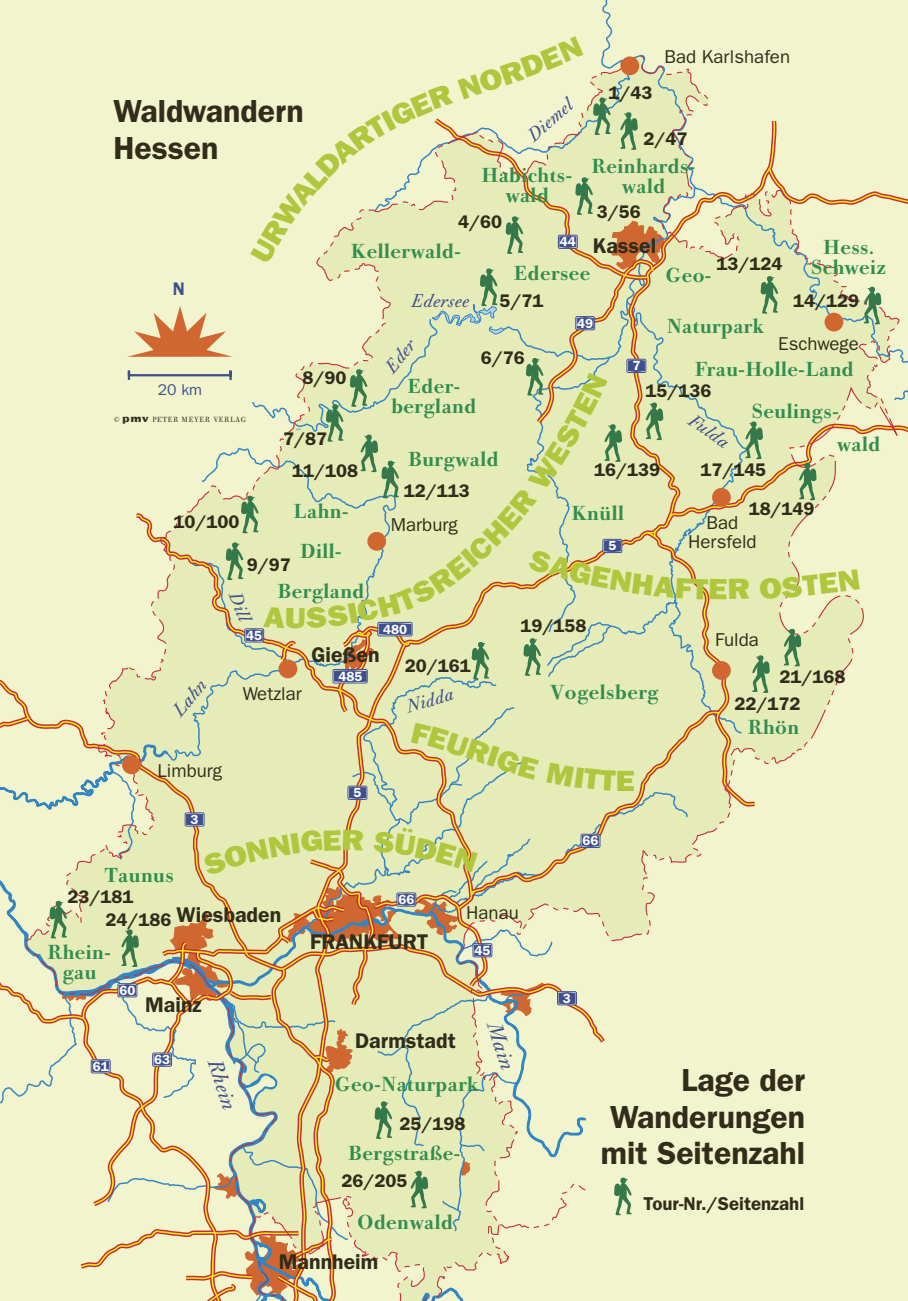 Waldwandern
Hessen
URWALDARTIGER NORDEN
Bad Karlshafen
1/43
Diemel
2/47
Reinhards-
wald
Habichts-
wald
3/56
4/60
44
Kassel
Kellerwald-
Edersee
Hess.
Schweiz
13/124
Geo-
14/129
Edersee
5/71
49
Naturpark
Eschwege
N
20 km
© pmv PETER MEYER VERLAG
Eder
6/76
7
Frau-Holle-Land
8/90
Eder-
bergland
15/136
Seulings-
wald
Fulda
7/87
11/108
Burgwald
12/113
16/139
17/145
18/149
AUSSICHTSREICHER WESTEN
10/100
Lahn-
Marburg
Knüll
Bad
Hersfeld
Dill-
5
9/97
Bergland
SAGENHAFTER OSTEN
Dill
45
480
19/158
Fulda
Gießen
485
20/161
21/168
Wetzlar
22/172
Lahn
Nidda
Vogelsberg
Rhön
FEURIGE MITTE
Limburg
5
3
66
SONNIGER SÜDEN
Taunus
23/181
24/186
Wiesbaden
66
Hanau
FRANKFURT
Rhein-
gau
45
60
Mainz
3
61
63
Rhein
Main
Darmstadt
Geo-Naturpark
25/198
Bergstraße-
26/205
Odenwald
Mannheim
Lage der
Wanderungen
mit Seitenzahl
Tour-Nr./Seitenzahl